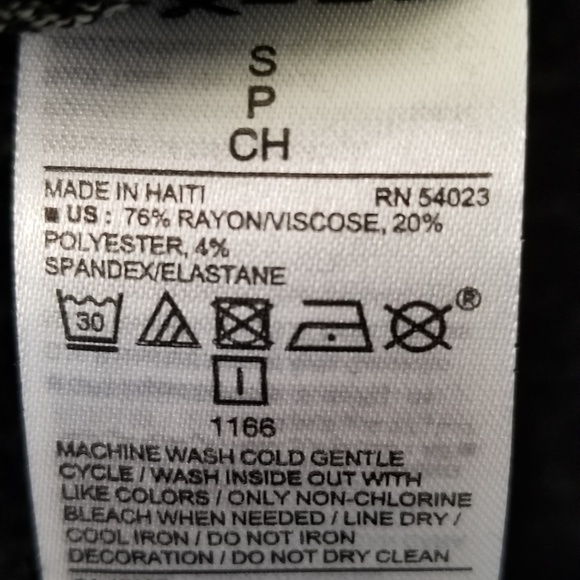 S
P
CH
MADE IN HAITI RN 54023
US : 76% RAYON/VISCOSE, 20%
POLYESTER, 4%
SPANDEX/ELASTANE
30
®
1166
MACHINE WASH COLD GENTLE
CYCLE / WASH INSIDE OUT WITH
LIKE COLORS / ONLY NON-CHLORINE
BLEACH WHEN NEEDED / LINE DRY /
COOL IRON / DO NOT IRON
DECORATION / DO NOT DRY CLEAN